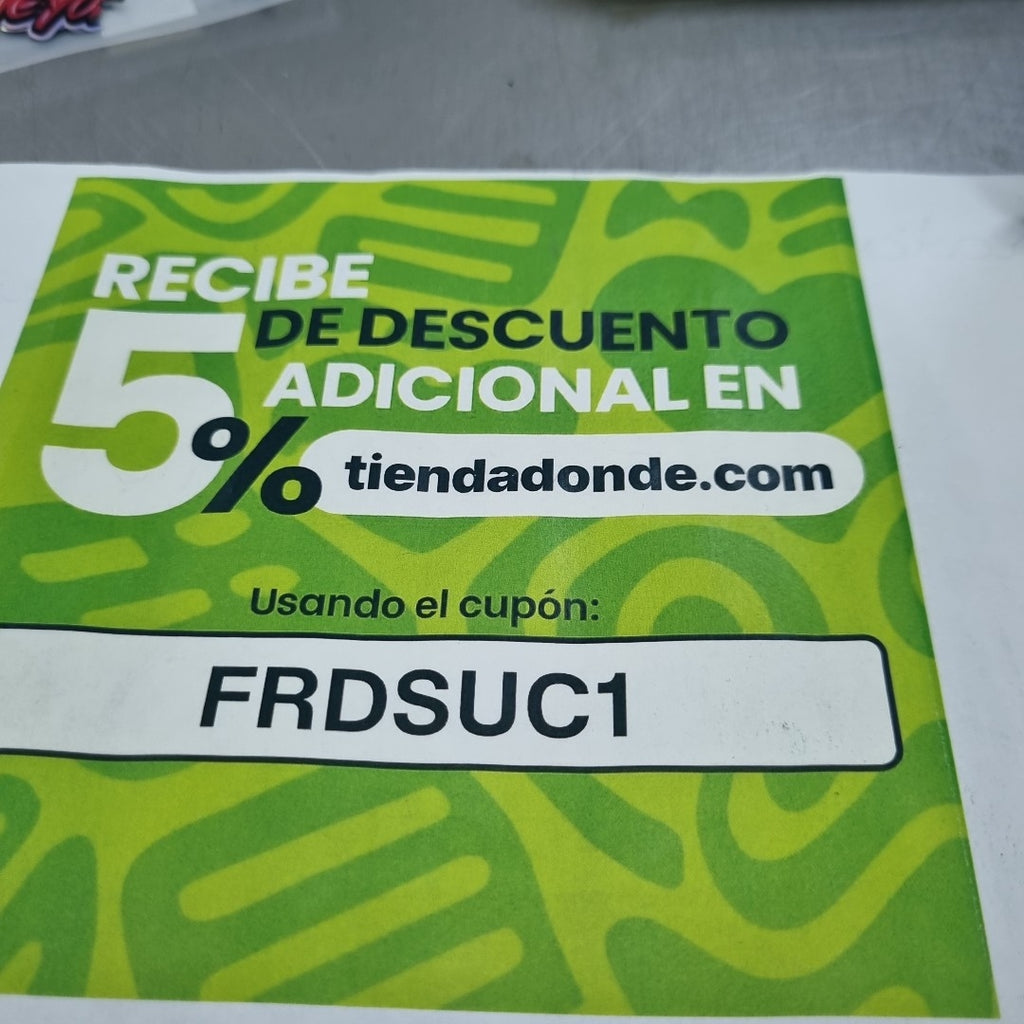 RECIBE
5% DE DESCUENTO
ADICIONAL EN
tiendadonde.com
Usando el cupón:
FRDSUC1